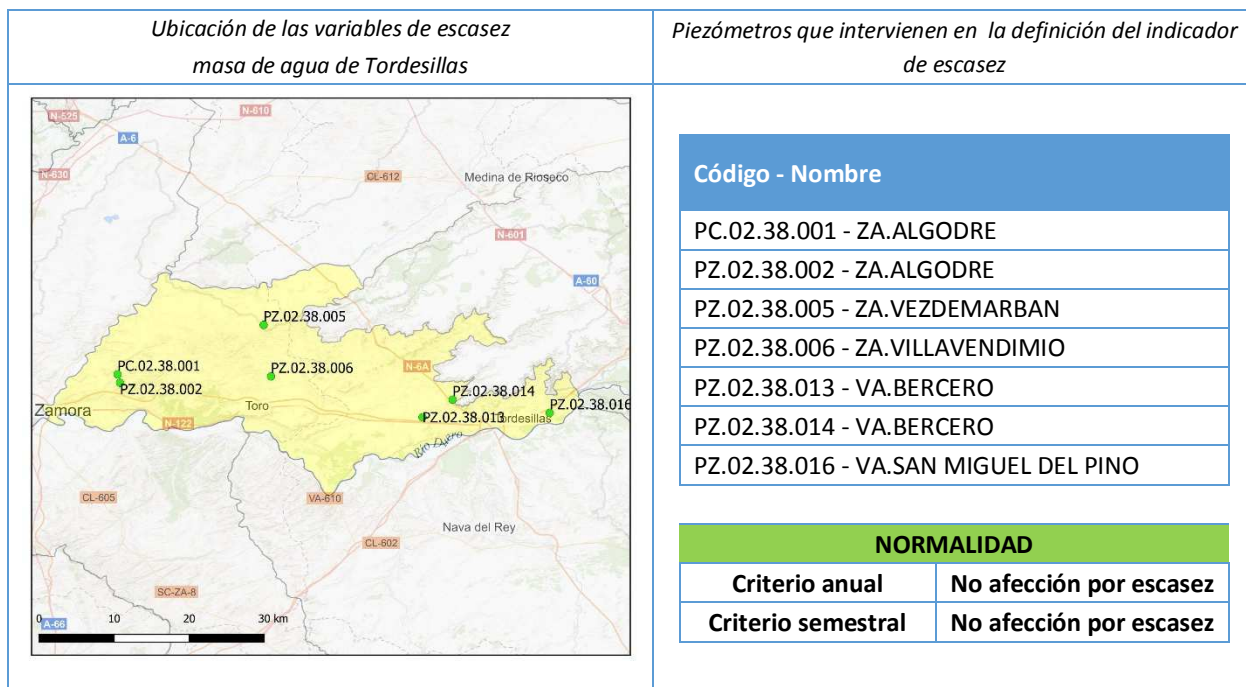 Ubicación de las variables de escasez
masa de agua de Tordesillas
Piezómetros que intervienen en la definición del indicador
de escasez
N-525
N-610
A-6
N-630
CL-612
Medina de Rioseco
N-601
A-60
PZ.02.38.005
N-6A
PC.02.38.001
PZ.02.38.002
PZ.02.38.006
PZ.02.38.014
PZ.02.38.016
Zamora
Toro
PZ.02.38.013
Tordesillas
N-122
Río Duero
CL-605
VA-610
Nava del Rey
CL-602
SC-ZA-8
0 10 20 30 km
A-66
Código - Nombre
PC.02.38.001 - ZA.ALGODRE
PZ.02.38.002 - ZA.ALGODRE
PZ.02.38.005 - ZA.VEZDEMARBAN
PZ.02.38.006 - ZA.VILLAVENDIMIO
PZ.02.38.013 - VA.BERCERO
PZ.02.38.014 - VA.BERCERO
PZ.02.38.016 - VA.SAN MIGUEL DEL PINO
NORMALIDAD
Criterio anual No afección por escasez
Criterio semestral No afección por escasez